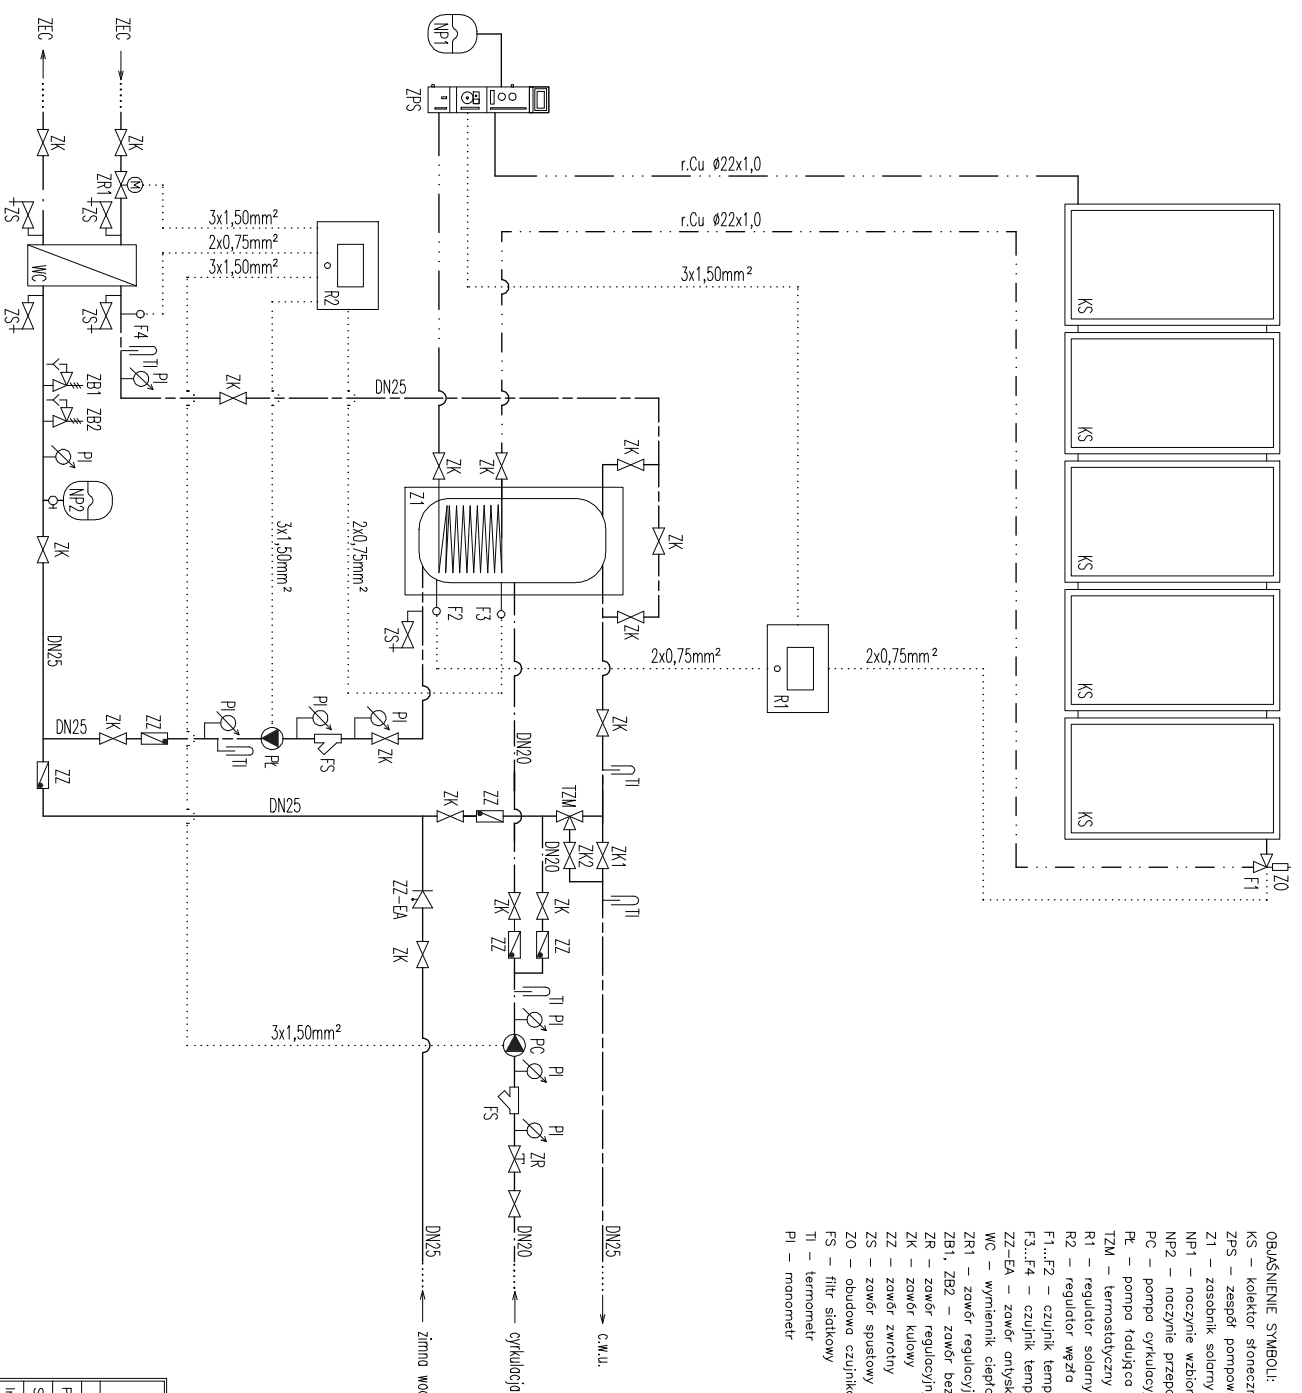 OBJAŚNIENIE SYMBOLI:
KS – kolektor słoneczn
ZPS – zespół pompow
Z1 – zasobnik solarny
NP1 – naczynie wzbior
NP2 – naczynie przepo
PC – pompa cyrkulacy
PŁ – pompa ładująca
TZM – termostatyczny
R1 – regulator solarny
R2 – regulator węzła
F1...F2 – czujnik temp
F3...F4 – czujnik temp
ZZ–EA – zawór antysk
WC – wymiennik ciepła
ZR1 – zawór regulacyj
ZB1, ZB2 – zawór bez
ZR – zawór regulacyjn
ZK – zawór kulowy
ZZ – zawór zwrotny
ZS – zawór spustowy
ZO – obudowa czujnika
FS – filtr siatkowy
TI – termometr
PI – manometr
KS
KS
KS
KS
KS
ZO
F1
r.Cu ø22x1,0
r.Cu ø22x1,0
3x1,50mm²
2x0,75mm²
2x0,75mm²
R1
NP1
ZPS
3x1,50mm²
2x0,75mm²
3x1,50mm²
R2
ZEC
ZEC
ZK
ZK
ZR1
M
ZS
ZS
WC
ZS
ZS
F4
TI
PI
ZB1
ZB2
PI
NP2
ZK
DN25
ZK
DN25
ZK
ZK
ZK
ZK
ZK
Z1
F2
F3
ZS
3x1,50mm²
2x0,75mm²
DN25
ZK
ZZ
PI
TI
PŁ
PI
FS
PI
ZK
ZZ
DN25
ZK
ZZ
DN20
TZM
ZK
TI
ZK1
ZK2
DN20
TI
ZZ–EA
ZK
ZK
ZK
ZZ
ZZ
TI
PI
PC
PI
FS
PI
ZR
3x1,50mm²
DN25
DN20
DN25
zimna wod
cyrkulacja
c.w.u.